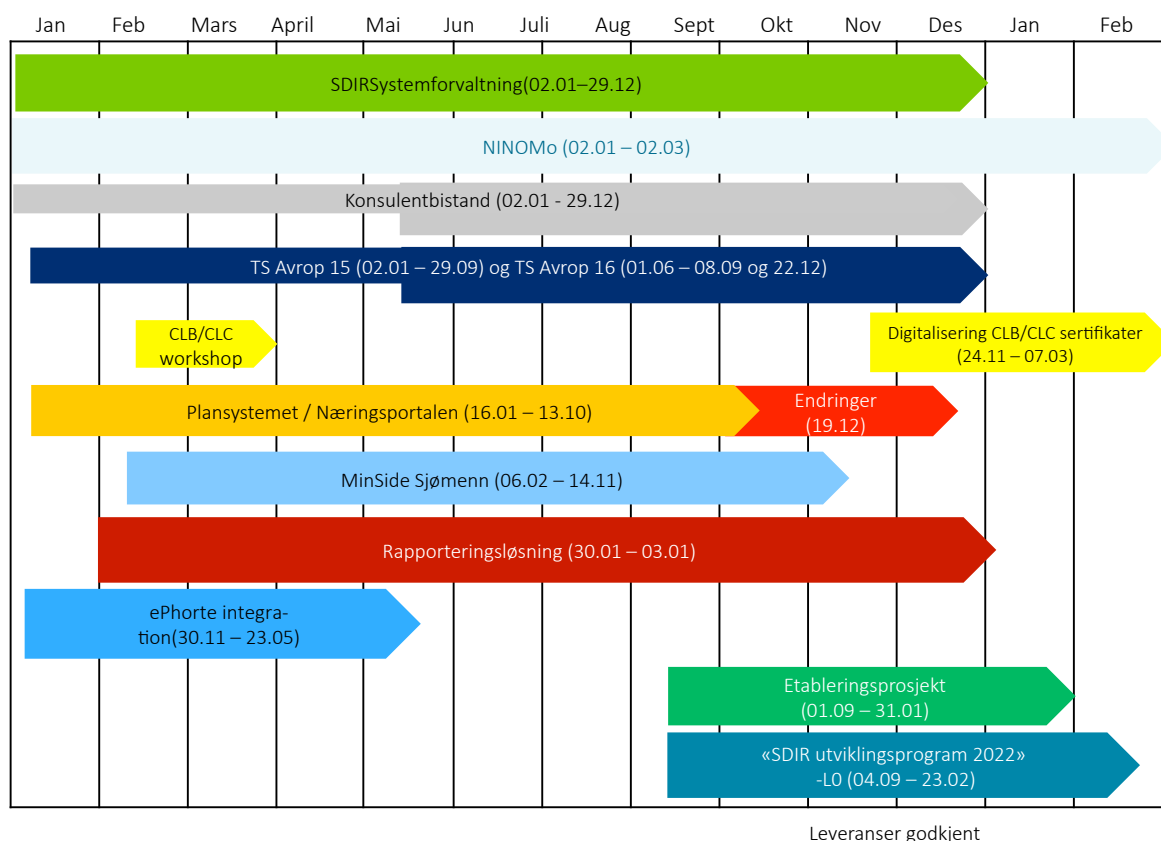 Jan Feb Mars April Mai Jun Juli Aug Sept Okt Nov Des Jan Feb
SDIRSystemforvaltning(02.01–29.12)
NINOMo (02.01 – 02.03)
Konsulentbistand (02.01 - 29.12)
TS Avrop 15 (02.01 – 29.09) og TS Avrop 16 (01.06 – 08.09 og 22.12)
CLB/CLC
workshop
Digitalisering CLB/CLC sertifikater
(24.11 – 07.03)
Plansystemet / Næringsportalen (16.01 – 13.10)
Endringer
(19.12)
MinSide Sjømenn (06.02 – 14.11)
Rapporteringsløsning (30.01 – 03.01)
ePhorte integra-
tion(30.11 – 23.05)
Etableringsprosjekt
(01.09 – 31.01)
«SDIR utviklingsprogram 2022»
-L0 (04.09 – 23.02)
Leveranser godkjent